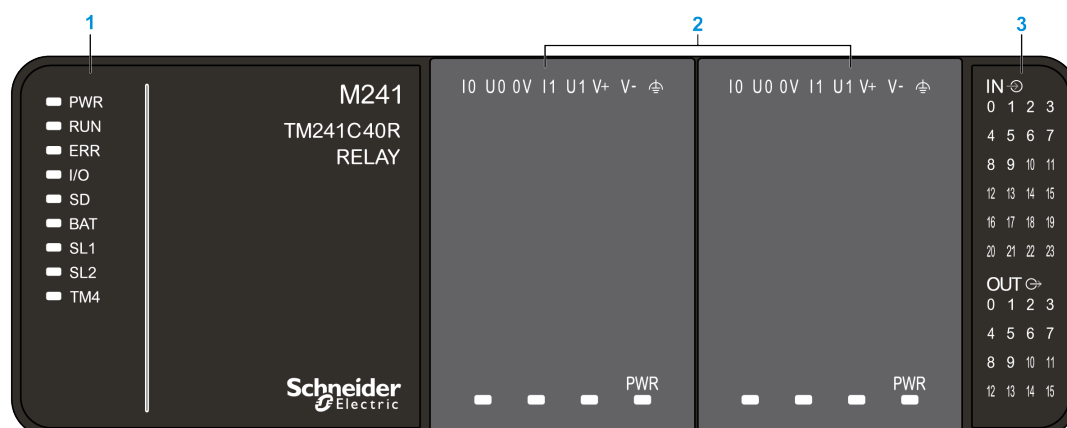 1
2
3
PWR
RUN
ERR
I/O
SD
BAT
SL1
SL2
TM4
M241
TM241C40R
RELAY
Schneider
Electric
I0 U0 0V I1 U1 V+ V-
PWR
I0 U0 0V I1 U1 V+ V-
PWR
IN
0 1 2 3
4 5 6 7
8 9 10 11
12 13 14 15
16 17 18 19
20 21 22 23
OUT
0 1 2 3
4 5 6 7
8 9 10 11
12 13 14 15